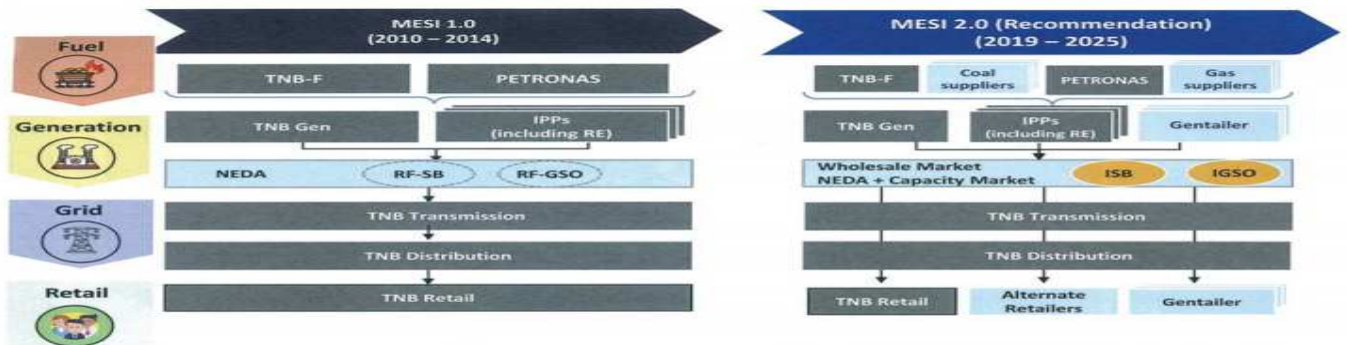 MESI 1.0
(2010 – 2014)
MESI 2.0 (Recommendation)
(2019 – 2025)
Fuel
TNB-F
PETRONAS
TNB-F
Coal
suppliers
PETRONAS
Gas
suppliers
Generation
TNB Gen
IPPs
(including RE)
TNB Gen
IPPs
(including RE)
Gentailer
NEDA
RF-SB
RF-GSO
Wholesale Market
NEDA + Capacity Market
ISB
IGSO
Grid
TNB Transmission
TNB Transmission
TNB Distribution
TNB Distribution
Retail
TNB Retail
TNB Retail
Alternate
Retailers
Gentailer